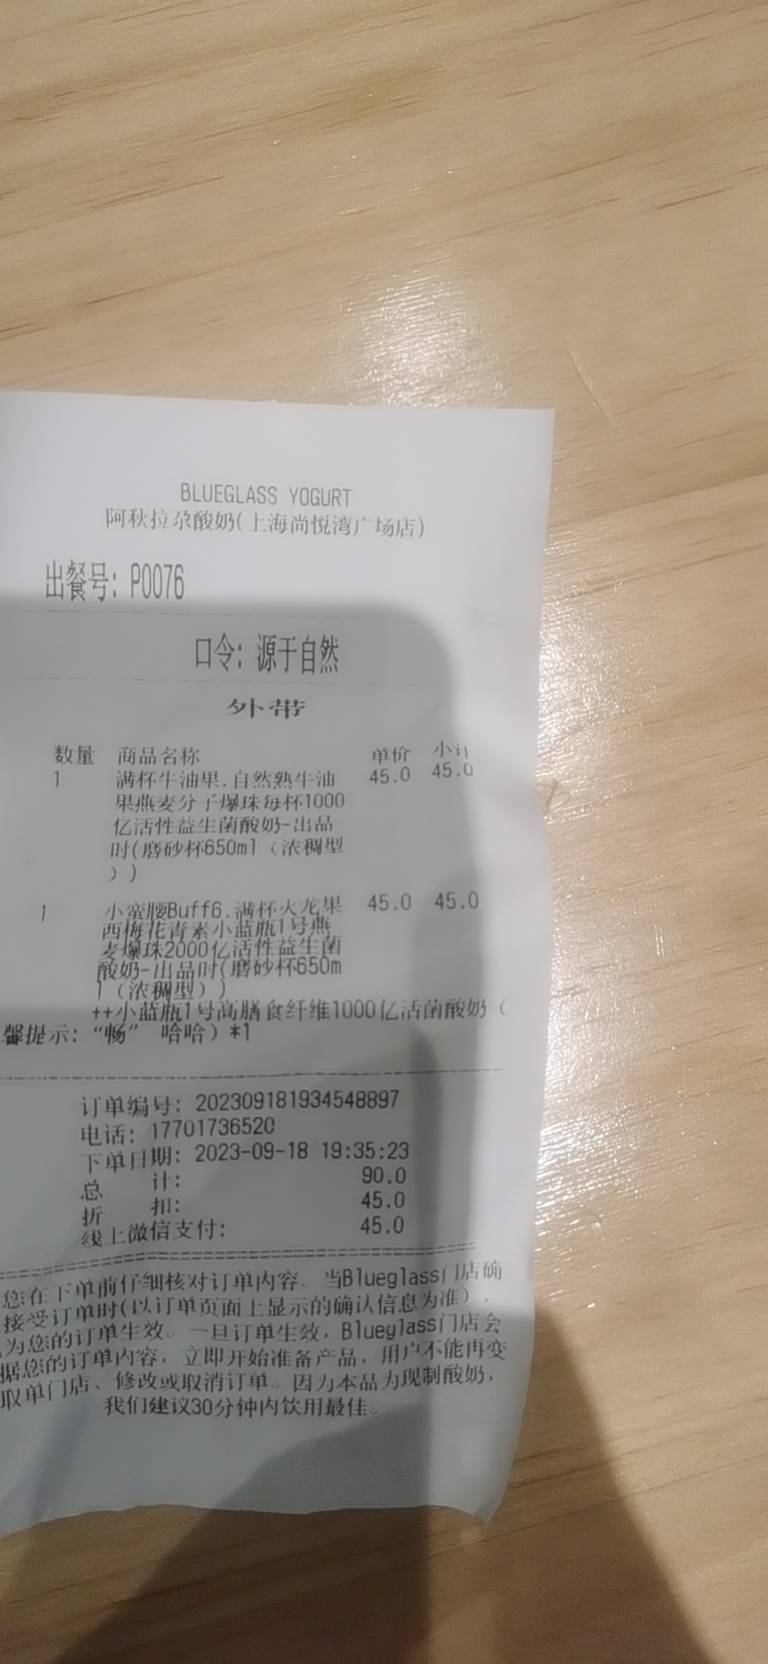 BLUEGLASS YOGURT
阿秋拉尕酸奶(上海尚悦湾广场店)
出餐号: P0076
口令: 源于自然
外带
数量 商品名称 单价 小计
1 满杯牛油果.自然熟牛油 45.0 45.0
果燕麦分子爆珠每杯1000
亿活性益生菌酸奶-出品
时(磨砂杯650ml（浓稠型
）)
1 小蛮腰Buff6.满杯火龙果 45.0 45.0
西梅花青素小蓝瓶1号燕
麦爆珠2000亿活性益生菌
酸奶-出品时(磨砂杯650m
l（浓稠型）)
++小蓝瓶1号高膳食纤维1000亿活菌酸奶（
馨提示: “畅” 哈哈）*1
订单编号: 202309181934548897
电话: 17701736520
下单日期: 2023-09-18 19:35:23
总 计: 90.0
折 扣: 45.0
线上微信支付: 45.0
您在下单前仔细核对订单内容。当Blueglass门店确
接受订单时(以订单页面上显示的确认信息为准),
为您的订单生效。一旦订单生效, Blueglass门店会
据您的订单内容, 立即开始准备产品, 用户不能再变
取单门店、修改或取消订单。因为本品为现制酸奶,
我们建议30分钟内饮用最佳。